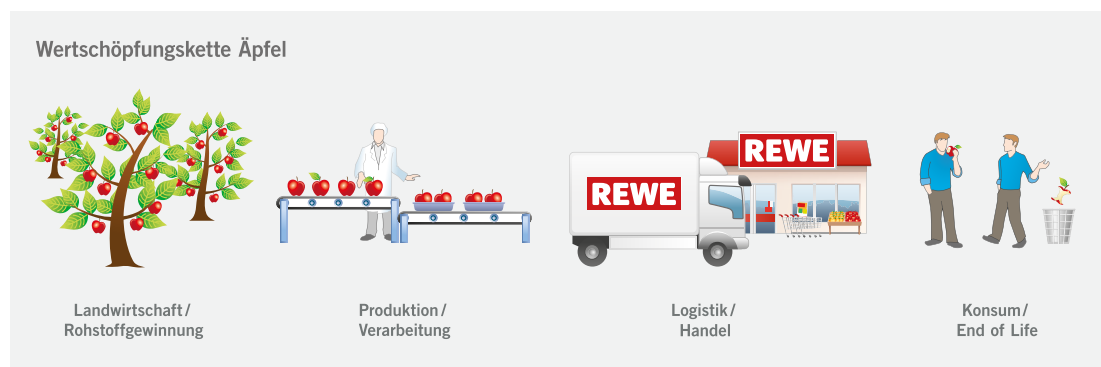 Wertschöpfungskette Äpfel
REWE
REWE
Landwirtschaft/
Rohstoffgewinnung
Produktion/
Verarbeitung
Logistik/
Handel
Konsum/
End of Life